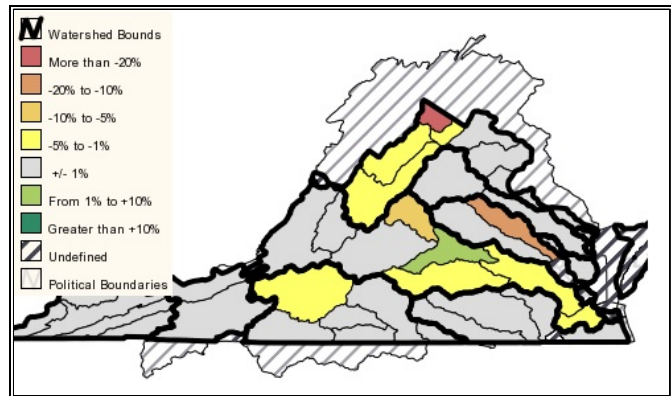 Watershed Bounds
More than -20%
-20% to -10%
-10% to -5%
-5% to -1%
+/- 1%
From 1% to +10%
Greater than +10%
Undefined
Political Boundaries